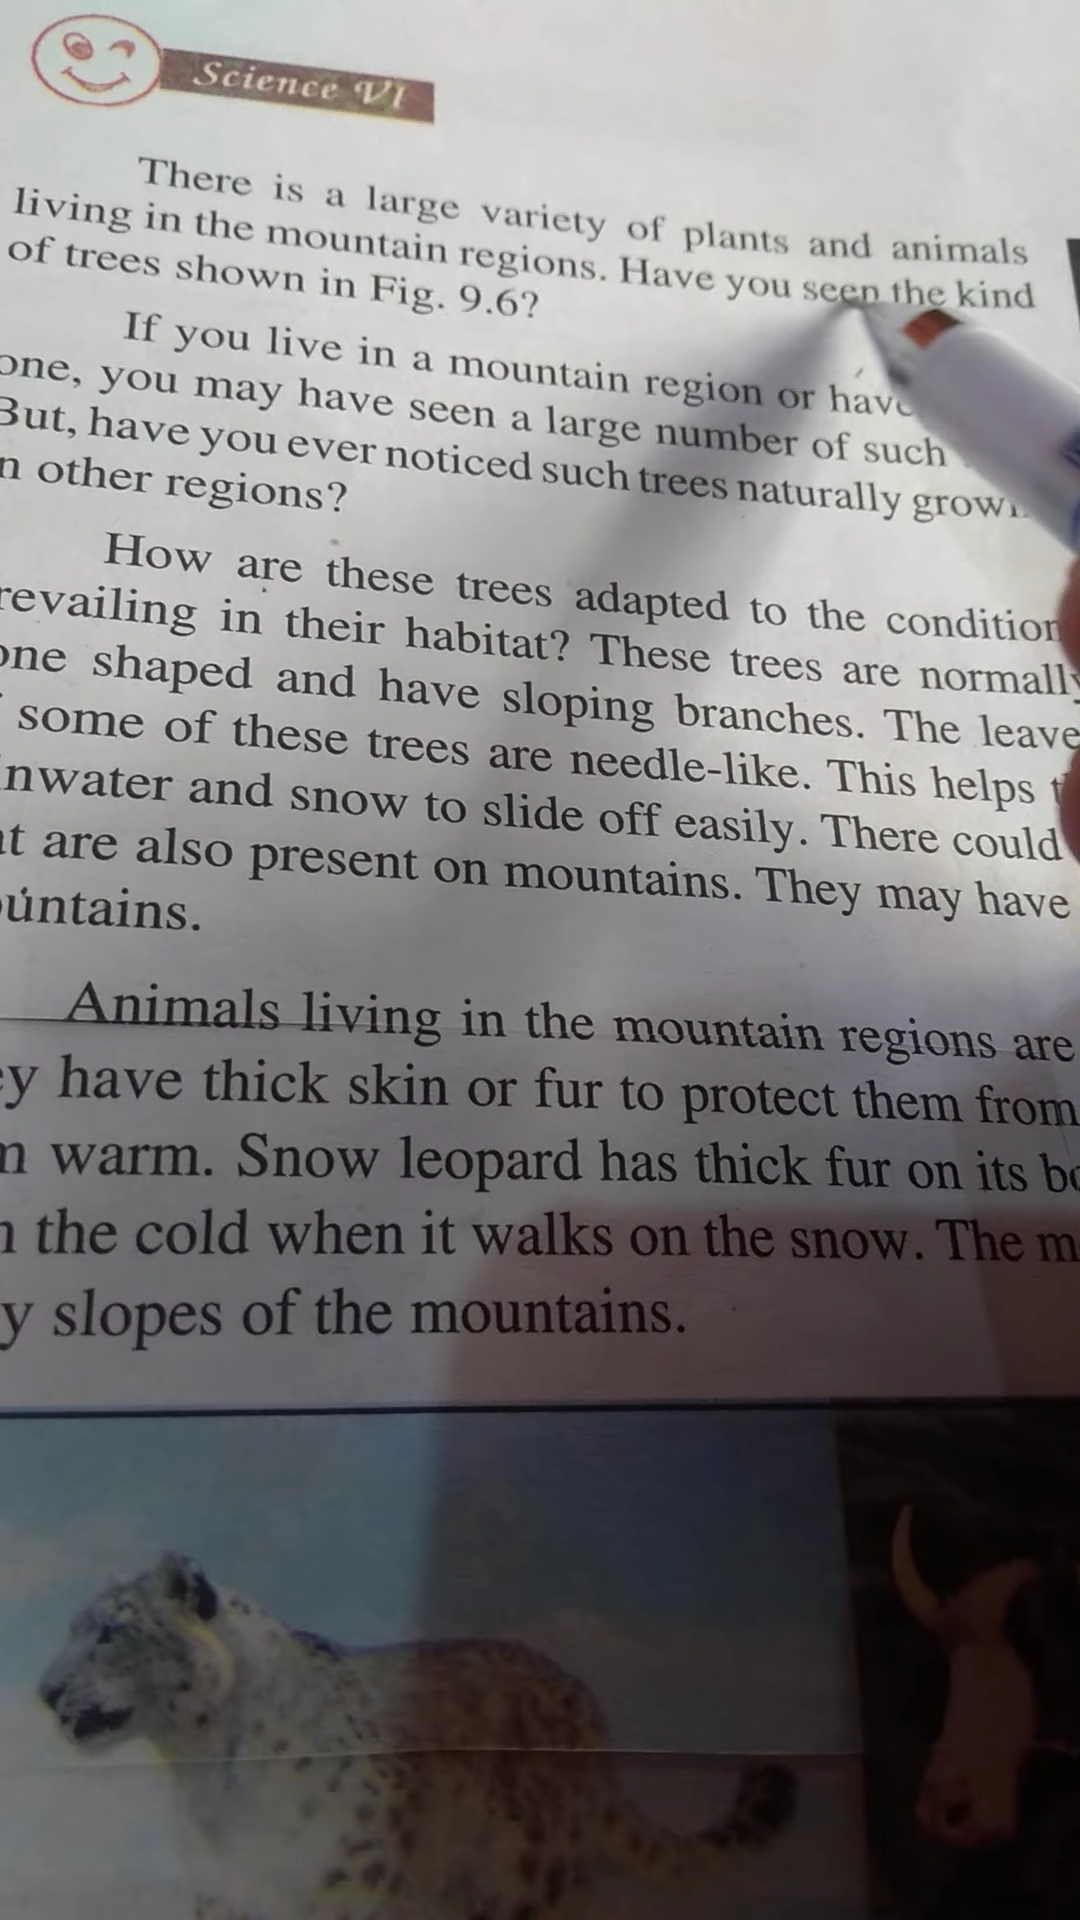 Science VI
There is a large variety of plants and animals
living in the mountain regions. Have you seen the kind
of trees shown in Fig. 9.6?
If you live in a mountain region or have
one, you may have seen a large number of such
But, have you ever noticed such trees naturally grow
n other regions?
How are these trees adapted to the condition
revailing in their habitat? These trees are normally
one shaped and have sloping branches. The leave
some of these trees are needle-like. This helps t
inwater and snow to slide off easily. There could
at are also present on mountains. They may have
ountains.
Animals living in the mountain regions are
ey have thick skin or fur to protect them from
m warm. Snow leopard has thick fur on its bo
the cold when it walks on the snow. The m
y slopes of the mountains.